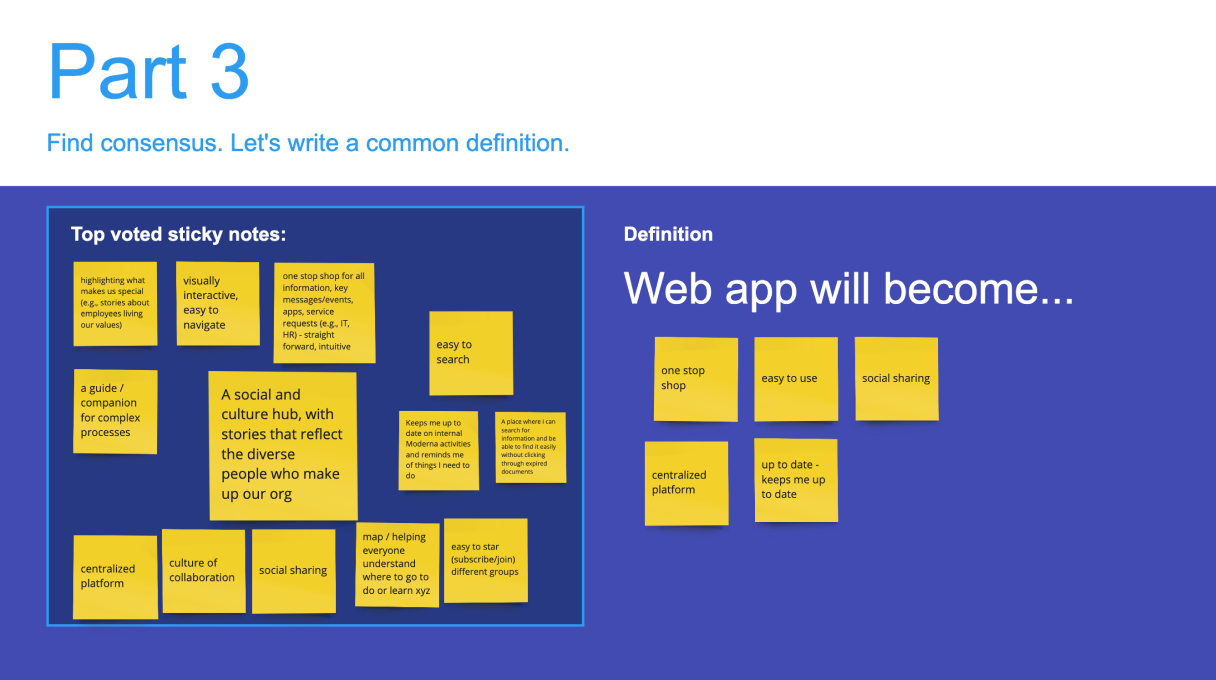 Part 3
Find consensus. Let's write a common definition.
Top voted sticky notes:
highlighting what
makes us special
(e.g., stories about
employees living
our values)
visually
interactive,
easy to
navigate
one stop shop for all
information, key
messages/events,
apps, service
requests (e.g., IT,
HR) - straight
forward, intuitive
easy to
search
a guide /
companion
for complex
processes
A social and
culture hub, with
stories that reflect
the diverse
people who make
up our org
Keeps me up to
date on internal
Moderna activities
and reminds me
of things I need to
do
A place where i can
search for
information and be
able to find it easily
without clicking
through expired
documents
centralized
platform
culture of
collaboration
social sharing
map / helping
everyone
understand
where to go to
do or learn xyz
easy to star
(subscribe/join)
different groups
Definition
Web app will become...
one stop
shop
easy to use
social sharing
centralized
platform
up to date -
keeps me up
to date